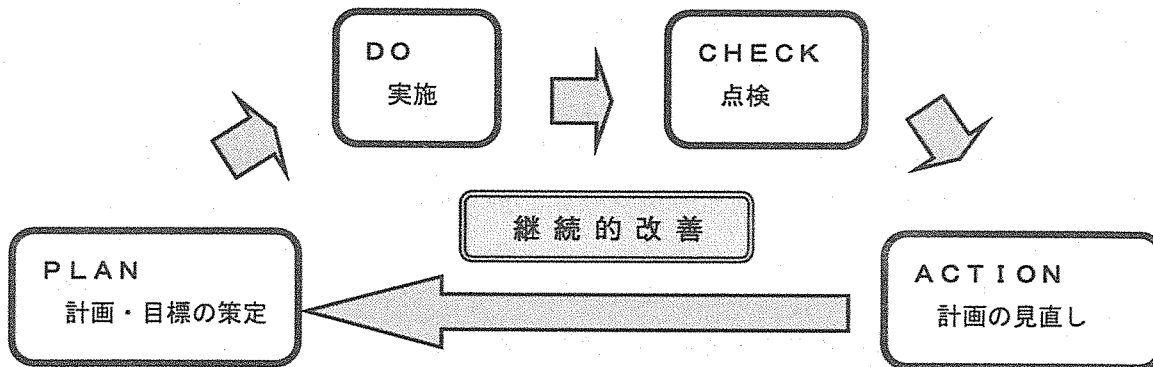 DO
実施
CHECK
点検
継続的改善
PLAN
計画・目標の策定
ACTION
計画の見直し